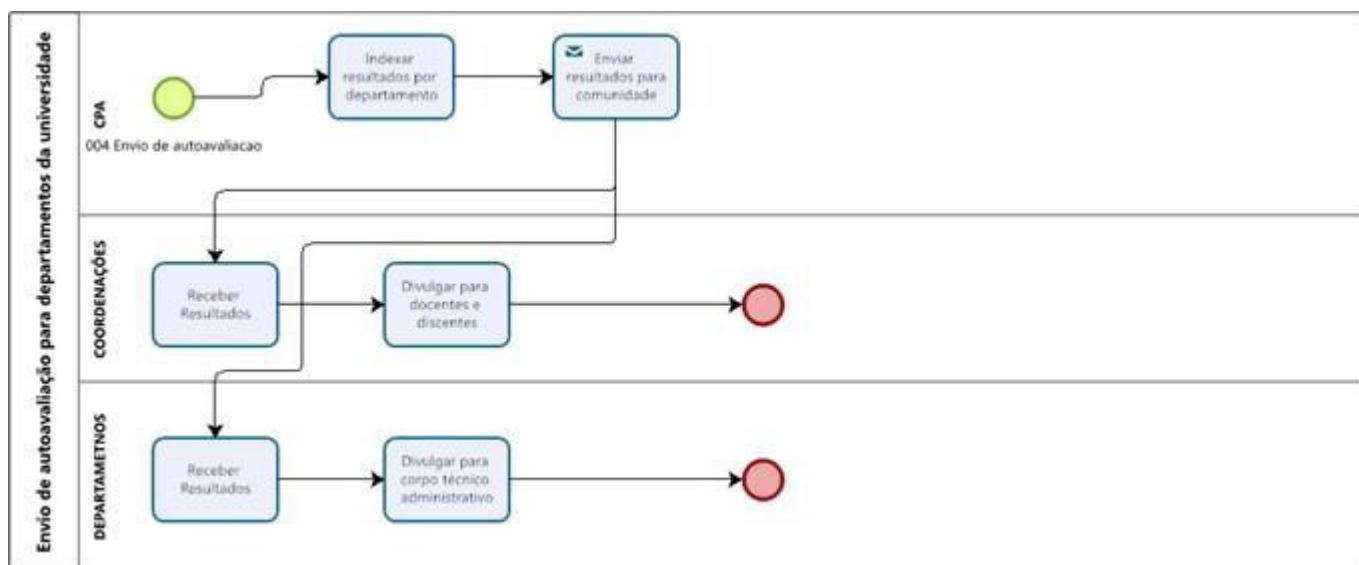 Envio de autoavaliação para departamentos da universidade
CPA
004 Envio de autoavaliacao
Indexar
resultados por
departamento
Enviar
resultados para
comunidade
COORDENAÇÕES
Receber
Resultados
Divulgar para
docentes e
discentes
DEPARTAMETNOS
Receber
Resultados
Divulgar para
corpo técnico
administrativo